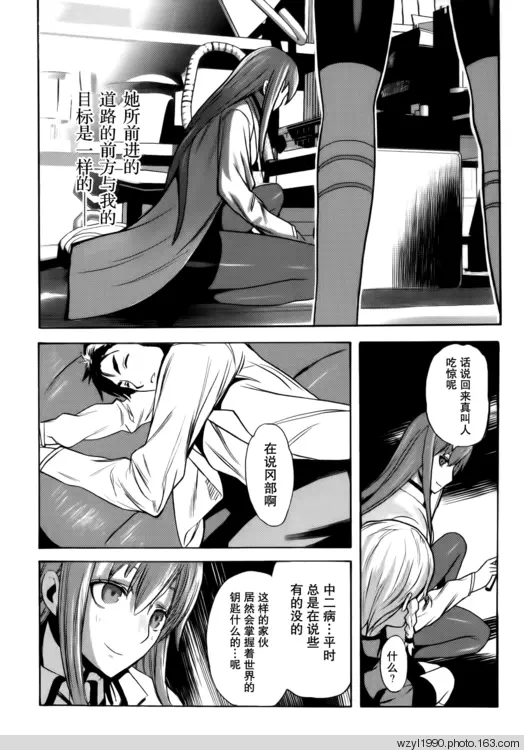 她所前进的
道路的前方与我的
目标是一样的
话说回来真叫人
吃惊呢
什么？
在说冈部啊
中二病…平时
总是在说些
有的没的
这样的家伙
居然会掌握着世界的
钥匙什么的…呢
wzyl1990.photo.163.com